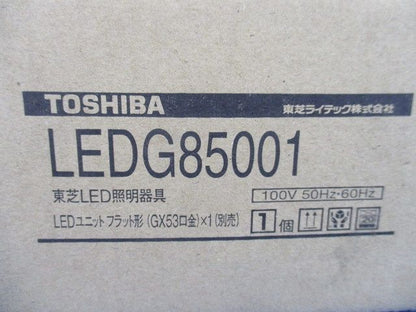 TOSHIBA 東芝ライテック株式会社
LEDG85001
東芝LED照明器具 100V 50Hz・60Hz
LEDユニット フラット形 (GX53口金)×1 (別売) 1個 20